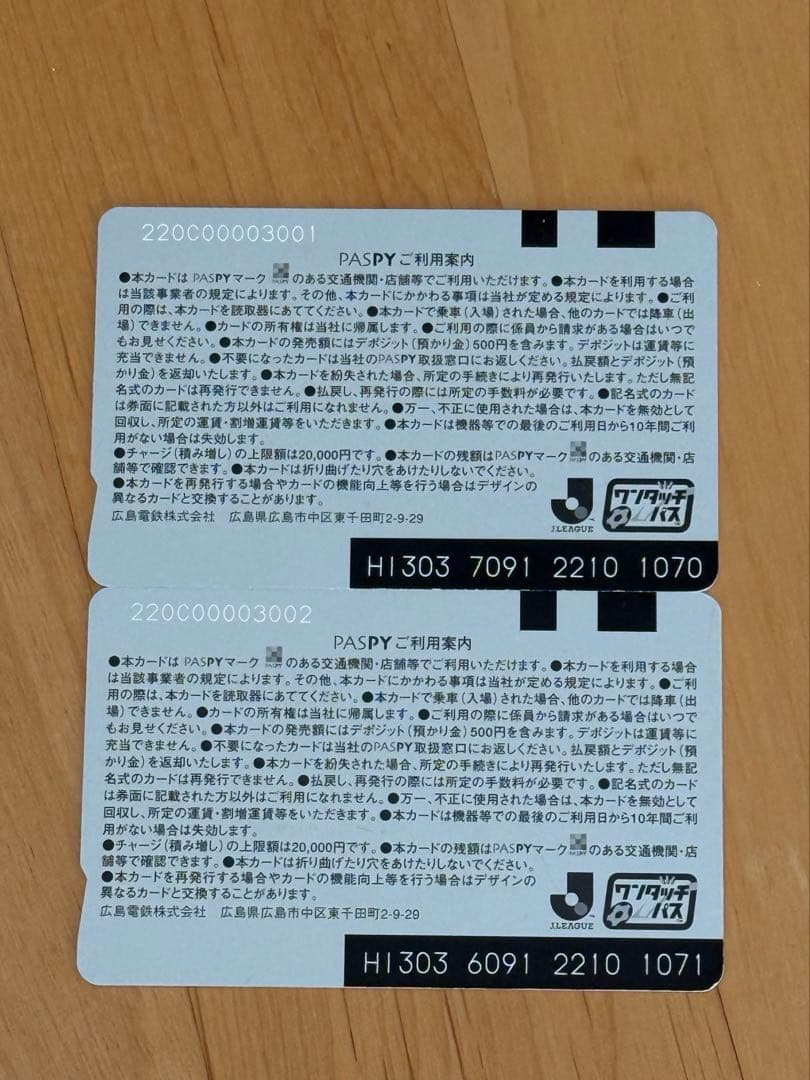 220C00003001
PASPY ご利用案内
●本カードは PASPYマーク PASPY のある交通機関・店舗等でご利用いただけます。●本カードを利用する場合
は当該事業者の規定によります。その他、本カードにかかわる事項は当社が定める規定によります。●ご利
用の際は、本カードを読取器にあててください。●本カードで乗車（入場）された場合、他のカードでは降車（出
場）できません。●カードの所有権は当社に帰属します。●ご利用の際に係員から請求がある場合はいつで
もお見せください。●本カードの発売額にはデポジット（預かり金）500円を含みます。デポジットは運賃等に
充当できません。●不要になったカードは当社のPASPY取扱窓口にお返しください。払戻額とデポジット（預
かり金）を返却いたします。●本カードを紛失された場合、所定の手続きにより再発行いたします。ただし無記
名式のカードは再発行できません。●払戻し、再発行の際には所定の手数料が必要です。●記名式のカード
は券面に記載された方以外はご利用になれません。●万一、不正に使用された場合は、本カードを無効として
回収し、所定の運賃・割増運賃等をいただきます。●本カードは機器等での最後のご利用日から10年間ご利
用がない場合は失効します。
●チャージ（積み増し）の上限額は20,000円です。●本カードの残額はPASPYマーク PASPY のある交通機関・店
舗等で確認できます。●本カードは折り曲げたり穴をあけたりしないでください。
●本カードを再発行する場合やカードの機能向上等を行う場合はデザインの
異なるカードと交換することがあります。
広島電鉄株式会社 広島県広島市中区東千田町2-9-29
J.LEAGUE
ワンタッチ
パス
HI303 7091 2210 1070
220C00003002
PASPY ご利用案内
●本カードは PASPYマーク PASPY のある交通機関・店舗等でご利用いただけます。●本カードを利用する場合
は当該事業者の規定によります。その他、本カードにかかわる事項は当社が定める規定によります。●ご利
用の際は、本カードを読取器にあててください。●本カードで乗車（入場）された場合、他のカードでは降車（出
場）できません。●カードの所有権は当社に帰属します。●ご利用の際に係員から請求がある場合はいつで
もお見せください。●本カードの発売額にはデポジット（預かり金）500円を含みます。デポジットは運賃等に
充当できません。●不要になったカードは当社のPASPY取扱窓口にお返しください。払戻額とデポジット（預
かり金）を返却いたします。●本カードを紛失された場合、所定の手続きにより再発行いたします。ただし無記
名式のカードは再発行できません。●払戻し、再発行の際には所定の手数料が必要です。●記名式のカード
は券面に記載された方以外はご利用になれません。●万一、不正に使用された場合は、本カードを無効として
回収し、所定の運賃・割増運賃等をいただきます。●本カードは機器等での最後のご利用日から10年間ご利
用がない場合は失効します。
●チャージ（積み増し）の上限額は20,000円です。●本カードの残額はPASPYマーク PASPY のある交通機関・店
舗等で確認できます。●本カードは折り曲げたり穴をあけたりしないでください。
●本カードを再発行する場合やカードの機能向上等を行う場合はデザインの
異なるカードと交換することがあります。
広島電鉄株式会社 広島県広島市中区東千田町2-9-29
J.LEAGUE
ワンタッチ
パス
HI303 6091 2210 1071